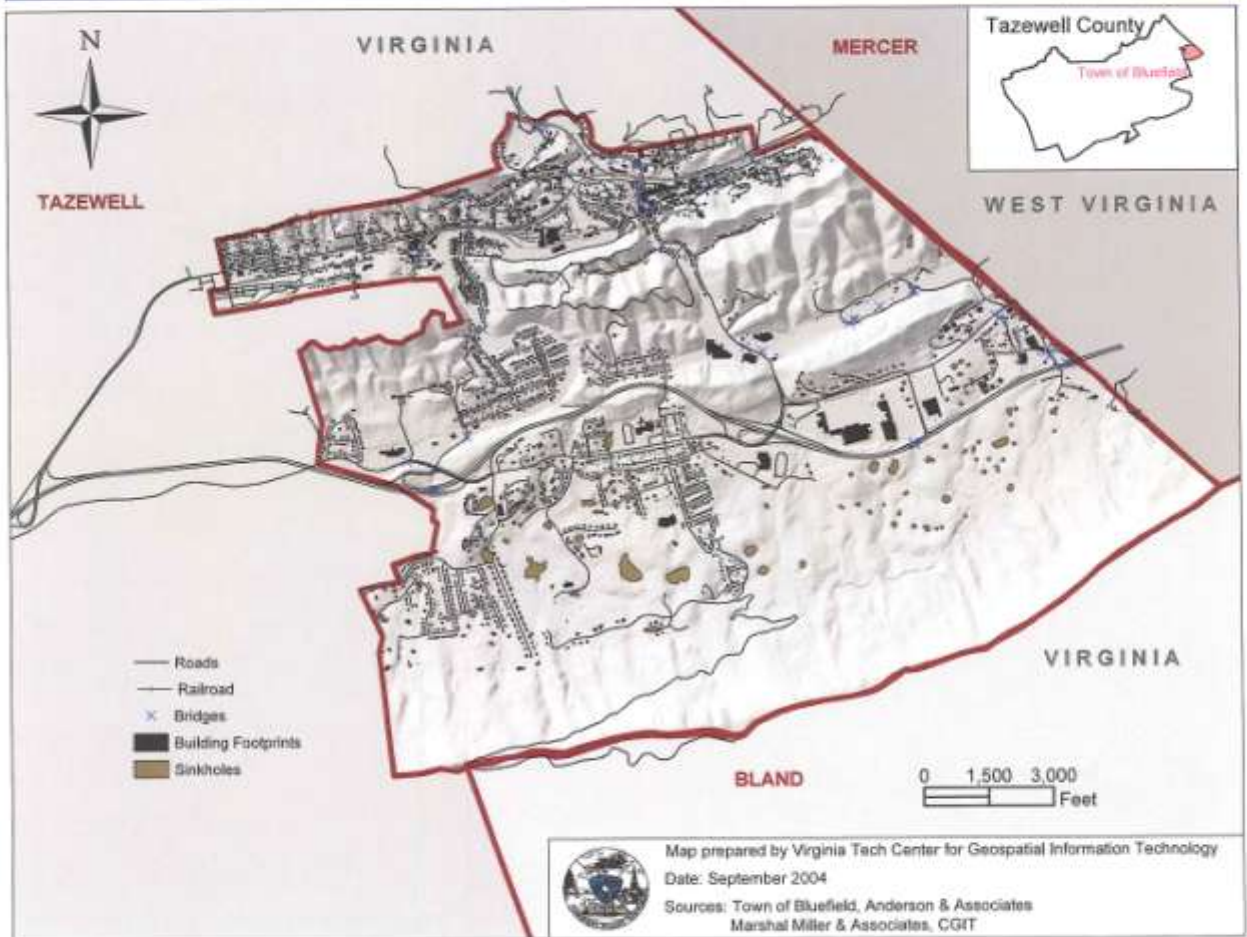 N
VIRGINIA
MERCER
Tazewell County
Town of Bluefield
TAZEWELL
WEST VIRGINIA
VIRGINIA
Roads
Railroad
Bridges
Building Footprints
Sinkholes
BLAND
0 1,500 3,000
Feet
Map prepared by Virginia Tech Center for Geospatial Information Technology
Date: September 2004
Sources: Town of Bluefield, Anderson & Associates
Marshal Miller & Associates, CGIT